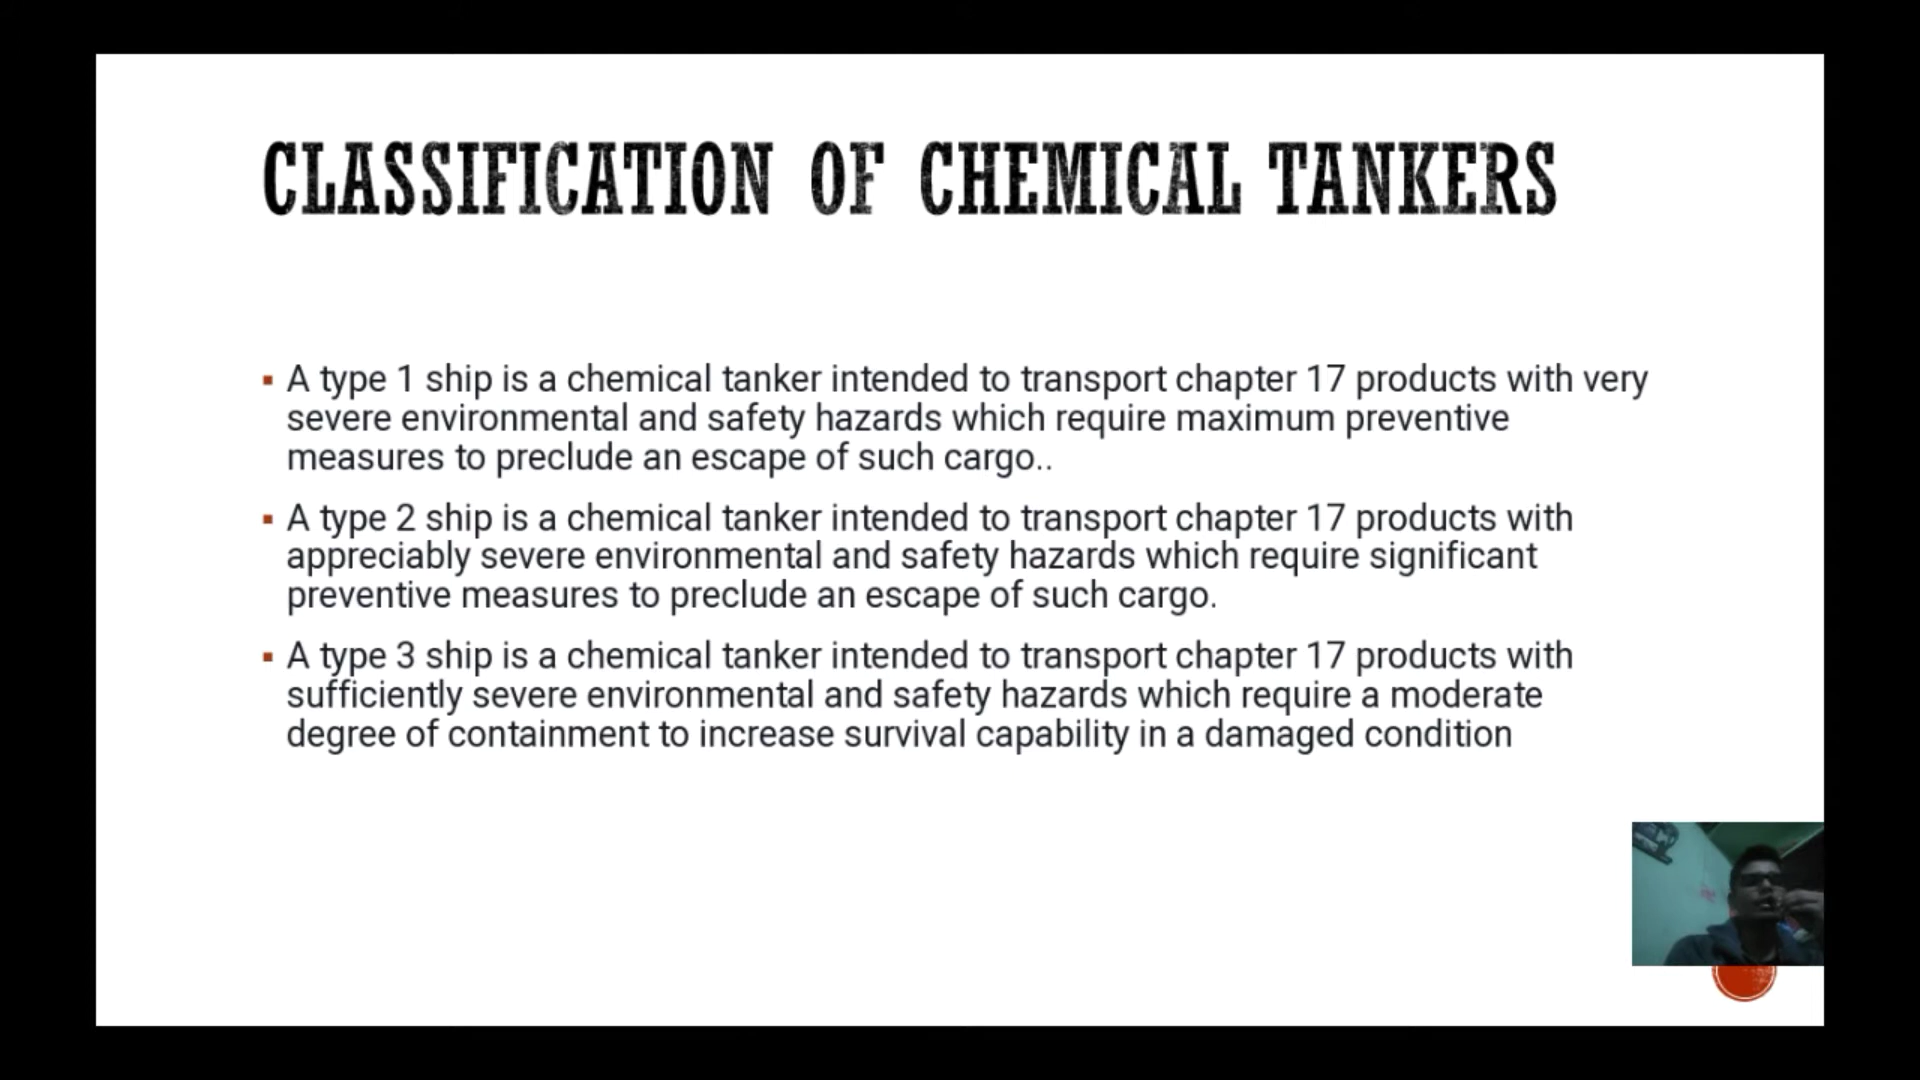 CLASSIFICATION OF CHEMICAL TANKERS
▪ A type 1 ship is a chemical tanker intended to transport chapter 17 products with very
severe environmental and safety hazards which require maximum preventive
measures to preclude an escape of such cargo..
▪ A type 2 ship is a chemical tanker intended to transport chapter 17 products with
appreciably severe environmental and safety hazards which require significant
preventive measures to preclude an escape of such cargo.
▪ A type 3 ship is a chemical tanker intended to transport chapter 17 products with
sufficiently severe environmental and safety hazards which require a moderate
degree of containment to increase survival capability in a damaged condition